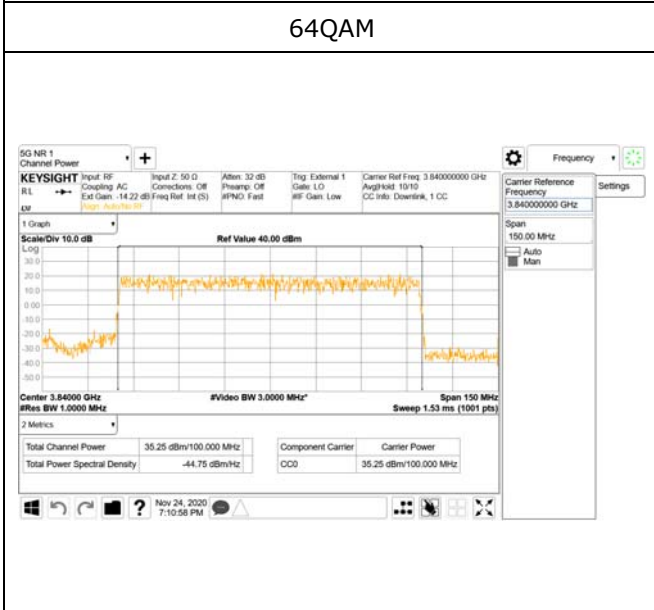 64QAM
5G NR 1
Channel Power
+
KEYSIGHT Input: RF Input Z: 50 Ω Atten: 32 dB Trig: External 1 Carrier Ref Freq: 3.840000000 GHz
RL Coupling: AC Corrections: Off Preamp: Off Gate: LO Avg|Hold: 10/10
Ext Gain: -14.22 dB Freq Ref: Int (S) #PNO: Fast #IF Gain: Low CC Info: Downlink, 1 CC
Align: Auto/No RF
1 Graph
Scale/Div 10.0 dB Ref Value 40.00 dBm
Log
30.0
20.0
10.0
0.00
-10.0
-20.0
-30.0
-40.0
-50.0
Center 3.84000 GHz #Video BW 3.0000 MHz* Span 150 MHz
#Res BW 1.0000 MHz Sweep 1.53 ms (1001 pts)
2 Metrics
Total Channel Power 35.25 dBm/100.000 MHz Component Carrier Carrier Power
Total Power Spectral Density -44.75 dBm/Hz CC0 35.25 dBm/100.000 MHz
? Nov 24, 2020
7:10:58 PM
Frequency
Carrier Reference
Frequency
3.840000000 GHz
Settings
Span
150.00 MHz
Auto
Man